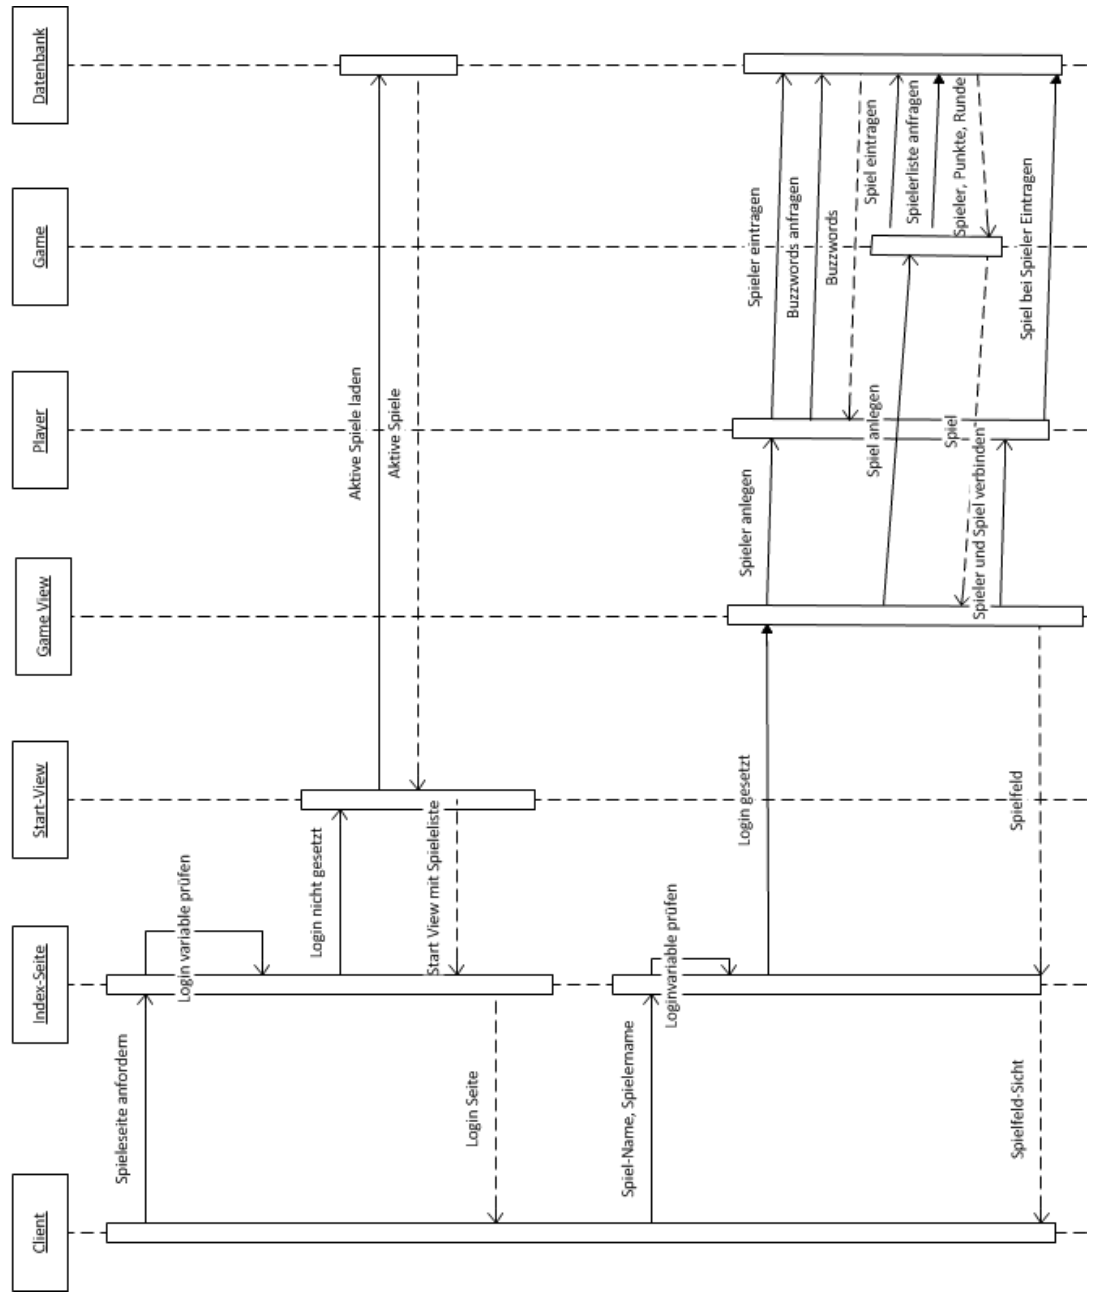 Client
Index-Seite
Start-View
Game View
Player
Game
Datenbank
Spieleseite anfordern
Login variable prüfen
Login nicht gesetzt
Aktive Spiele laden
Aktive Spiele
Start View mit Spieleliste
Login Seite
Spiel-Name, Spielername
Loginvariable prüfen
Login gesetzt
Spieler anlegen
Spieler eintragen
Buzzwords anfragen
Buzzwords
Spiel anlegen
Spiel eintragen
Spielerliste anfragen
Spieler, Punkte, Runde
Spiel
Spieler und Spiel verbinden
Spiel bei Spieler Eintragen
Spielfeld
Spielfeld-Sicht